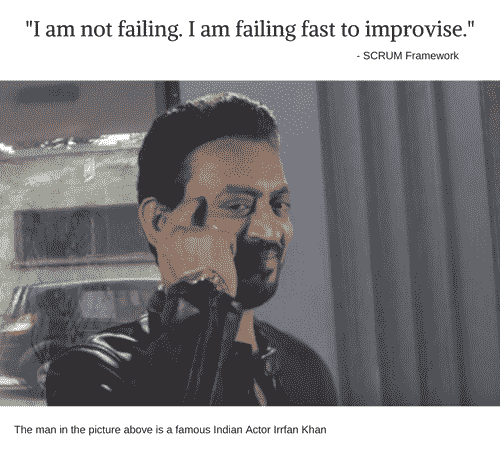 "I am not failing. I am failing fast to improvise."
- SCRUM Framework
The man in the picture above is a famous Indian Actor Irrfan Khan